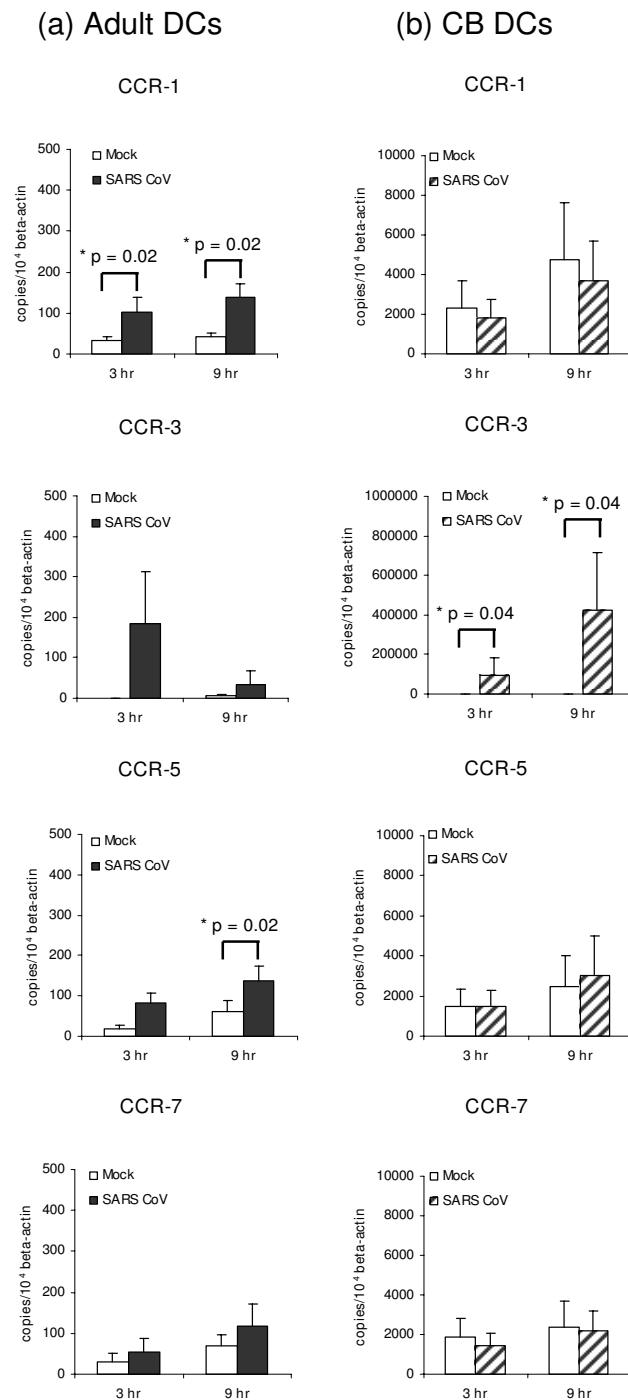 (a) Adult DCs
(b) CB DCs
CCR-1
500
400
300
200
100
0
copies/10⁴ beta-actin
Mock
SARS CoV
* p = 0.02
* p = 0.02
3 hr
9 hr
CCR-1
10000
8000
6000
4000
2000
0
copies/10⁴ beta-actin
Mock
SARS CoV
3 hr
9 hr
CCR-3
500
400
300
200
100
0
copies/10⁴ beta-actin
Mock
SARS CoV
3 hr
9 hr
CCR-3
1000000
800000
600000
400000
200000
0
copies/10⁴ beta-actin
Mock
SARS CoV
* p = 0.04
* p = 0.04
3 hr
9 hr
CCR-5
500
400
300
200
100
0
copies/10⁴ beta-actin
Mock
SARS CoV
* p = 0.02
3 hr
9 hr
CCR-5
10000
8000
6000
4000
2000
0
copies/10⁴ beta-actin
Mock
SARS CoV
3 hr
9 hr
CCR-7
500
400
300
200
100
0
copies/10⁴ beta-actin
Mock
SARS CoV
3 hr
9 hr
CCR-7
10000
8000
6000
4000
2000
0
copies/10⁴ beta-actin
Mock
SARS CoV
3 hr
9 hr